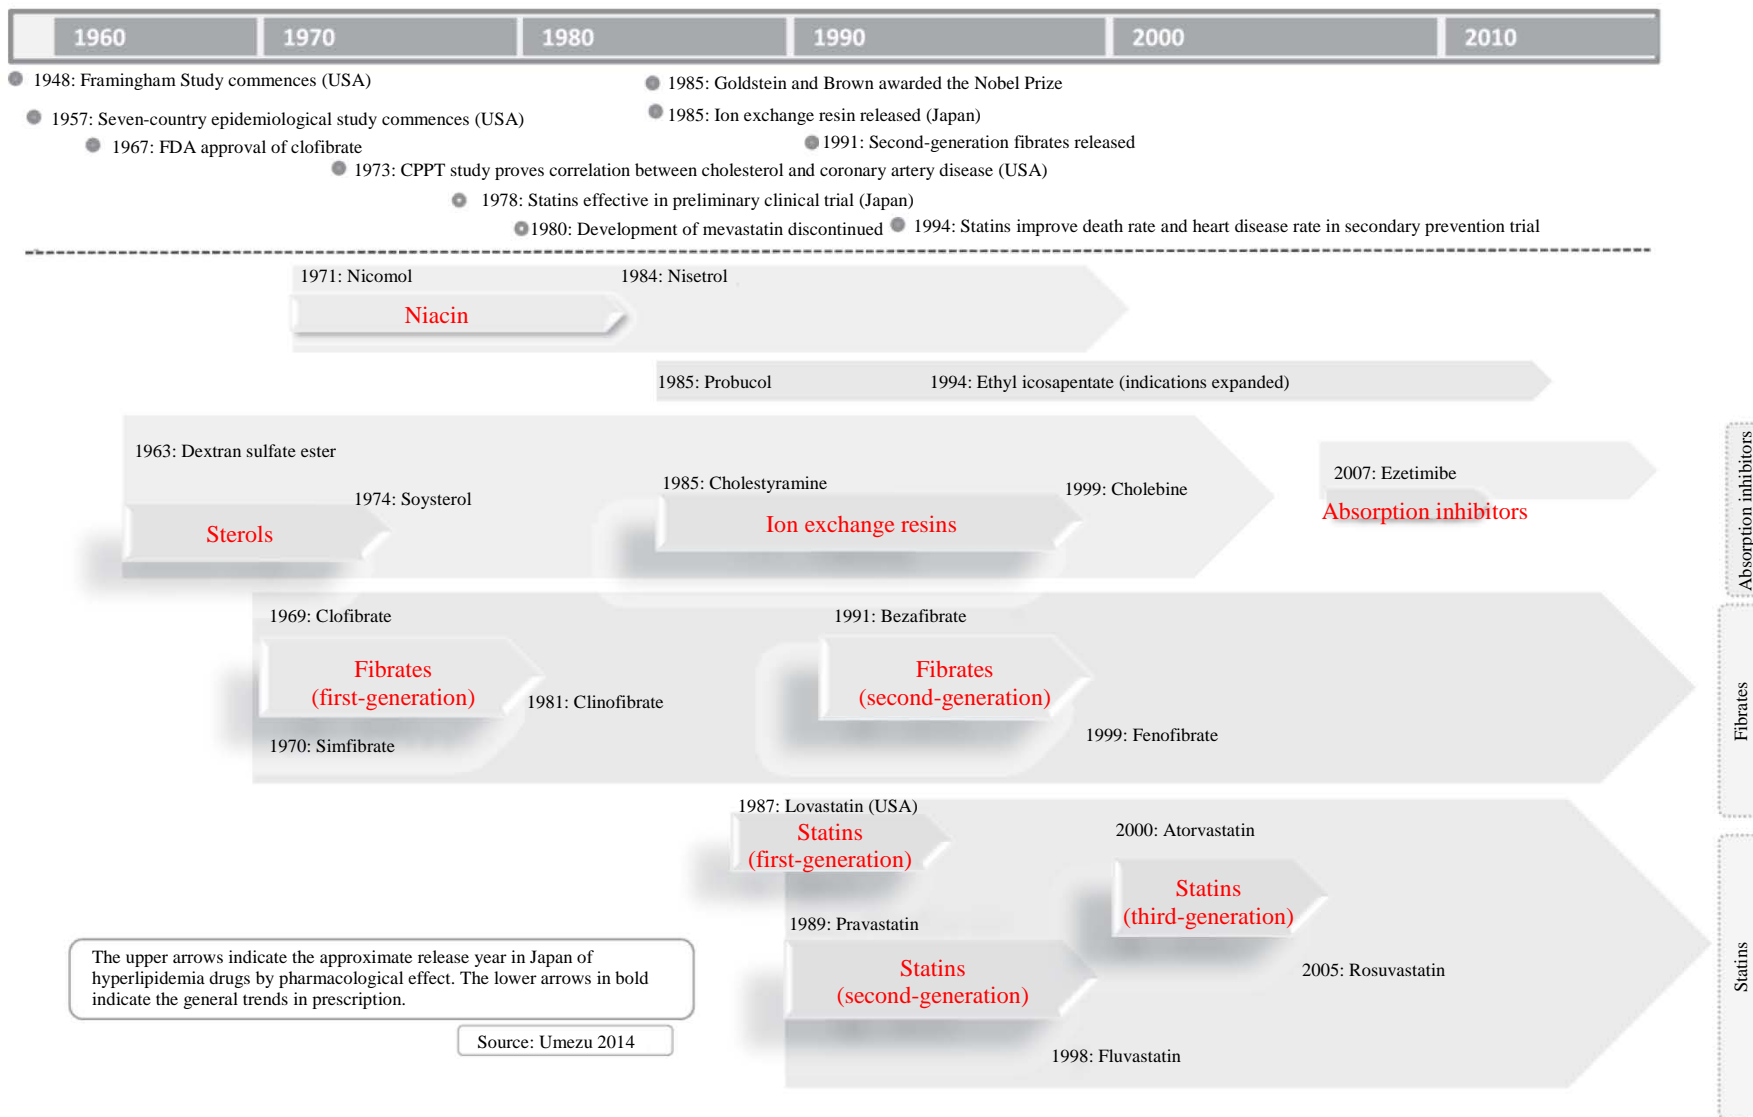 1960 1970 1980 1990 2000 2010
1948: Framingham Study commences (USA)
1985: Goldstein and Brown awarded the Nobel Prize
1957: Seven-country epidemiological study commences (USA)
1985: Ion exchange resin released (Japan)
1967: FDA approval of clofibrate
1991: Second-generation fibrates released
1973: CPPT study proves correlation between cholesterol and coronary artery disease (USA)
1978: Statins effective in preliminary clinical trial (Japan)
1980: Development of mevastatin discontinued
1994: Statins improve death rate and heart disease rate in secondary prevention trial
1971: Nicomol
1984: Nisetrol
Niacin
1985: Probucol
1994: Ethyl icosapentate (indications expanded)
1963: Dextran sulfate ester
1974: Soysterol
Sterols
1985: Cholestyramine
1999: Cholebine
Ion exchange resins
2007: Ezetimibe
Absorption inhibitors
Absorption inhibitors
1969: Clofibrate
Fibrates
(first-generation)
1981: Clinofibrate
1970: Simfibrate
1991: Bezafibrate
Fibrates
(second-generation)
1999: Fenofibrate
Fibrates
1987: Lovastatin (USA)
Statins
(first-generation)
2000: Atorvastatin
Statins
(third-generation)
1989: Pravastatin
Statins
(second-generation)
2005: Rosuvastatin
1998: Fluvastatin
Statins
The upper arrows indicate the approximate release year in Japan of
hyperlipidemia drugs by pharmacological effect. The lower arrows in bold
indicate the general trends in prescription.
Source: Umezu 2014